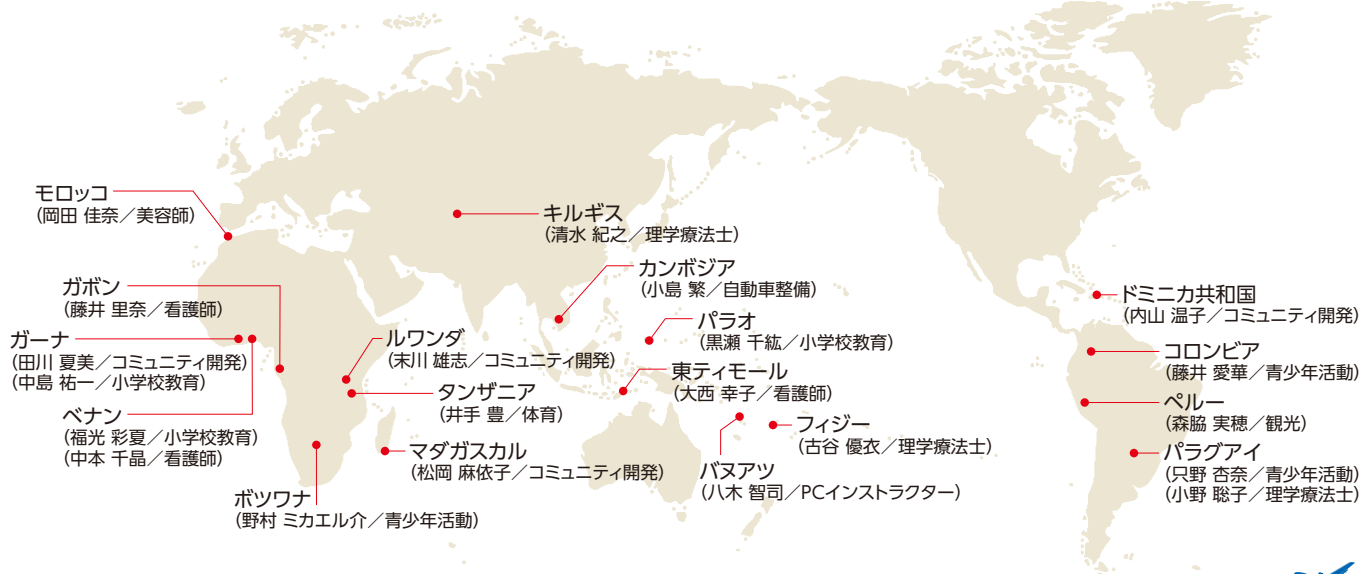 モロッコ
（岡田 佳奈／美容師）
ガボン
（藤井 里奈／看護師）
ガーナ
（田川 夏美／コミュニティ開発）
（中島 祐一／小学校教育）
ベナン
（福光 彩夏／小学校教育）
（中本 千晶／看護師）
ルワンダ
（末川 雄志／コミュニティ開発）
タンザニア
（井手 豊／体育）
マダガスカル
（松岡 麻依子／コミュニティ開発）
ボツワナ
（野村 ミカエル介／青少年活動）
キルギス
（清水 紀之／理学療法士）
カンボジア
（小島 繁／自動車整備）
パラオ
（黒瀬 千紘／小学校教育）
東ティモール
（大西 幸子／看護師）
フィジー
（古谷 優衣／理学療法士）
バヌアツ
（八木 智司／PCインストラクター）
ドミニカ共和国
（内山 温子／コミュニティ開発）
コロンビア
（藤井 愛華／青少年活動）
ペルー
（森脇 実穂／観光）
パラグアイ
（只野 杏奈／青少年活動）
（小野 聡子／理学療法士）